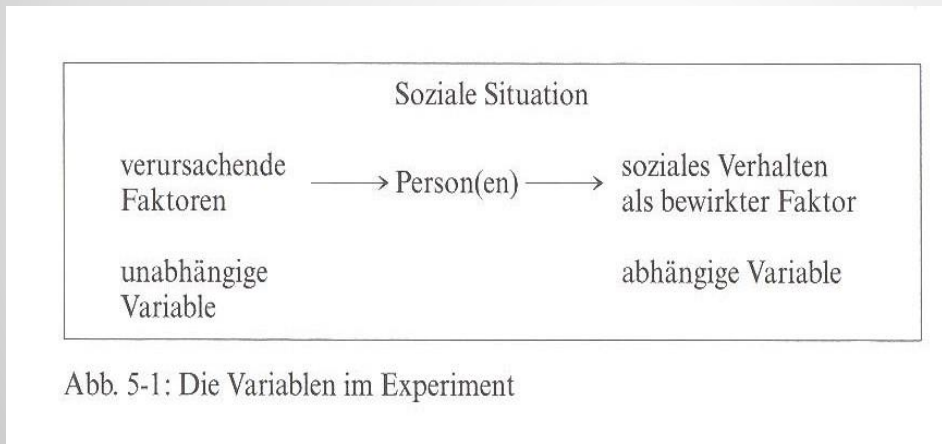 Soziale Situation
verursachende
Faktoren
Person(en)
soziales Verhalten
als bewirkter Faktor
unabhängige
Variable
abhängige Variable
Abb. 5-1: Die Variablen im Experiment